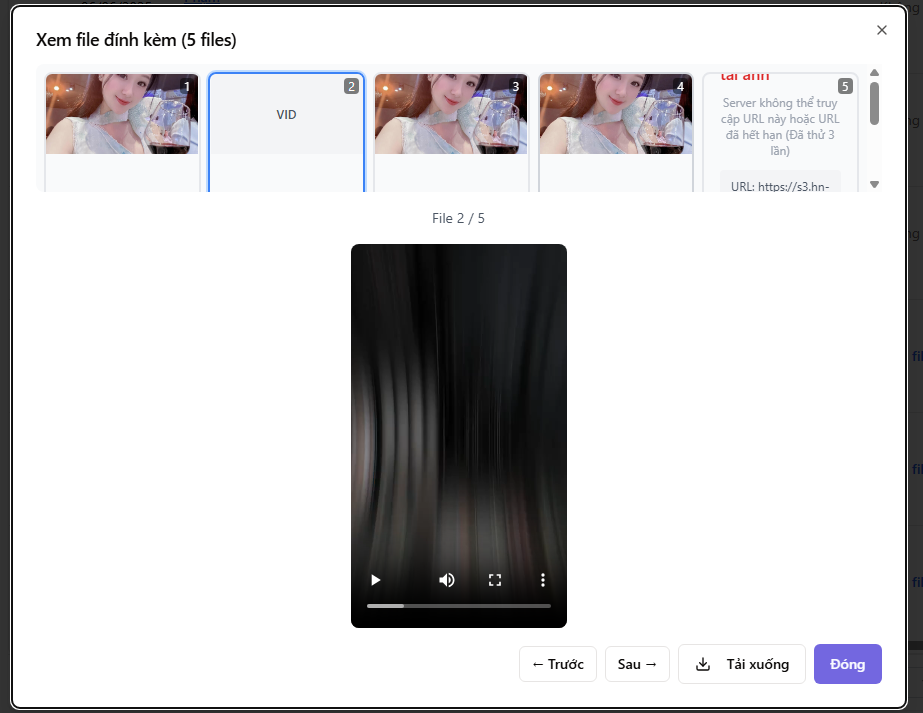 Xem file đính kèm (5 files)
1
VID
2
3
4
tải ảnh
5
Server không thể truy
cập URL này hoặc URL
đã hết hạn (Đã thử 3
lần)
URL: https://s3.hn-
File 2 / 5
← Trước
Sau →
Tải xuống
Đóng